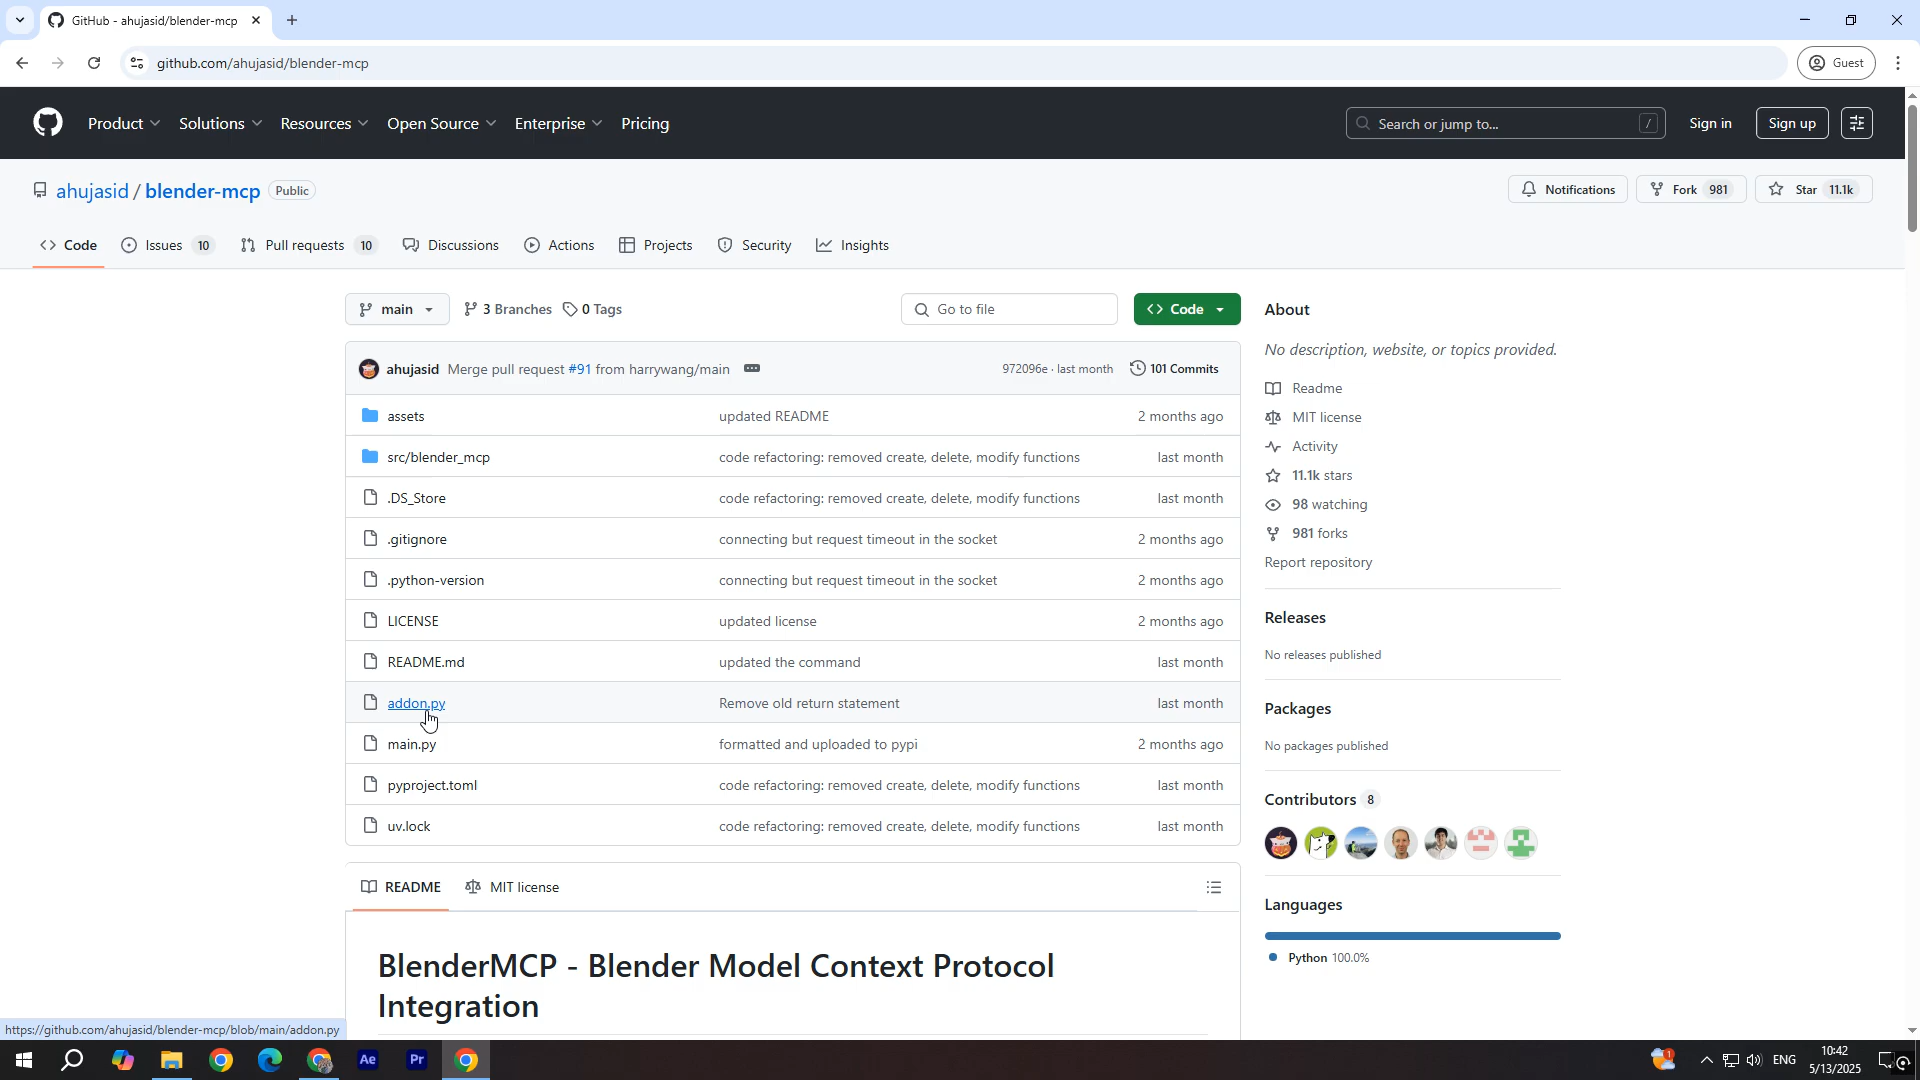 GitHub - ahujasid/blender-mcp
github.com/ahujasid/blender-mcp
Guest
Product
Solutions
Resources
Open Source
Enterprise
Pricing
Search or jump to...
/
Sign in
Sign up
ahujasid / blender-mcp
Public
Notifications
Fork 981
Star 11.1k
Code
Issues 10
Pull requests 10
Discussions
Actions
Projects
Security
Insights
main
3 Branches
0 Tags
Go to file
Code
ahujasid Merge pull request #91 from harrywang/main
972096e · last month
101 Commits
assets updated README 2 months ago
src/blender_mcp code refactoring: removed create, delete, modify functions last month
.DS_Store code refactoring: removed create, delete, modify functions last month
.gitignore connecting but request timeout in the socket 2 months ago
.python-version connecting but request timeout in the socket 2 months ago
LICENSE updated license 2 months ago
README.md updated the command last month
addon.py Remove old return statement last month
main.py formatted and uploaded to pypi 2 months ago
pyproject.toml code refactoring: removed create, delete, modify functions last month
uv.lock code refactoring: removed create, delete, modify functions last month
README
MIT license
BlenderMCP - Blender Model Context Protocol
Integration
About
No description, website, or topics provided.
Readme
MIT license
Activity
11.1k stars
98 watching
981 forks
Report repository
Releases
No releases published
Packages
No packages published
Contributors 8
Languages
Python 100.0%
https://github.com/ahujasid/blender-mcp/blob/main/addon.py
Ae
Pr
1
ENG
10:42
5/13/2025